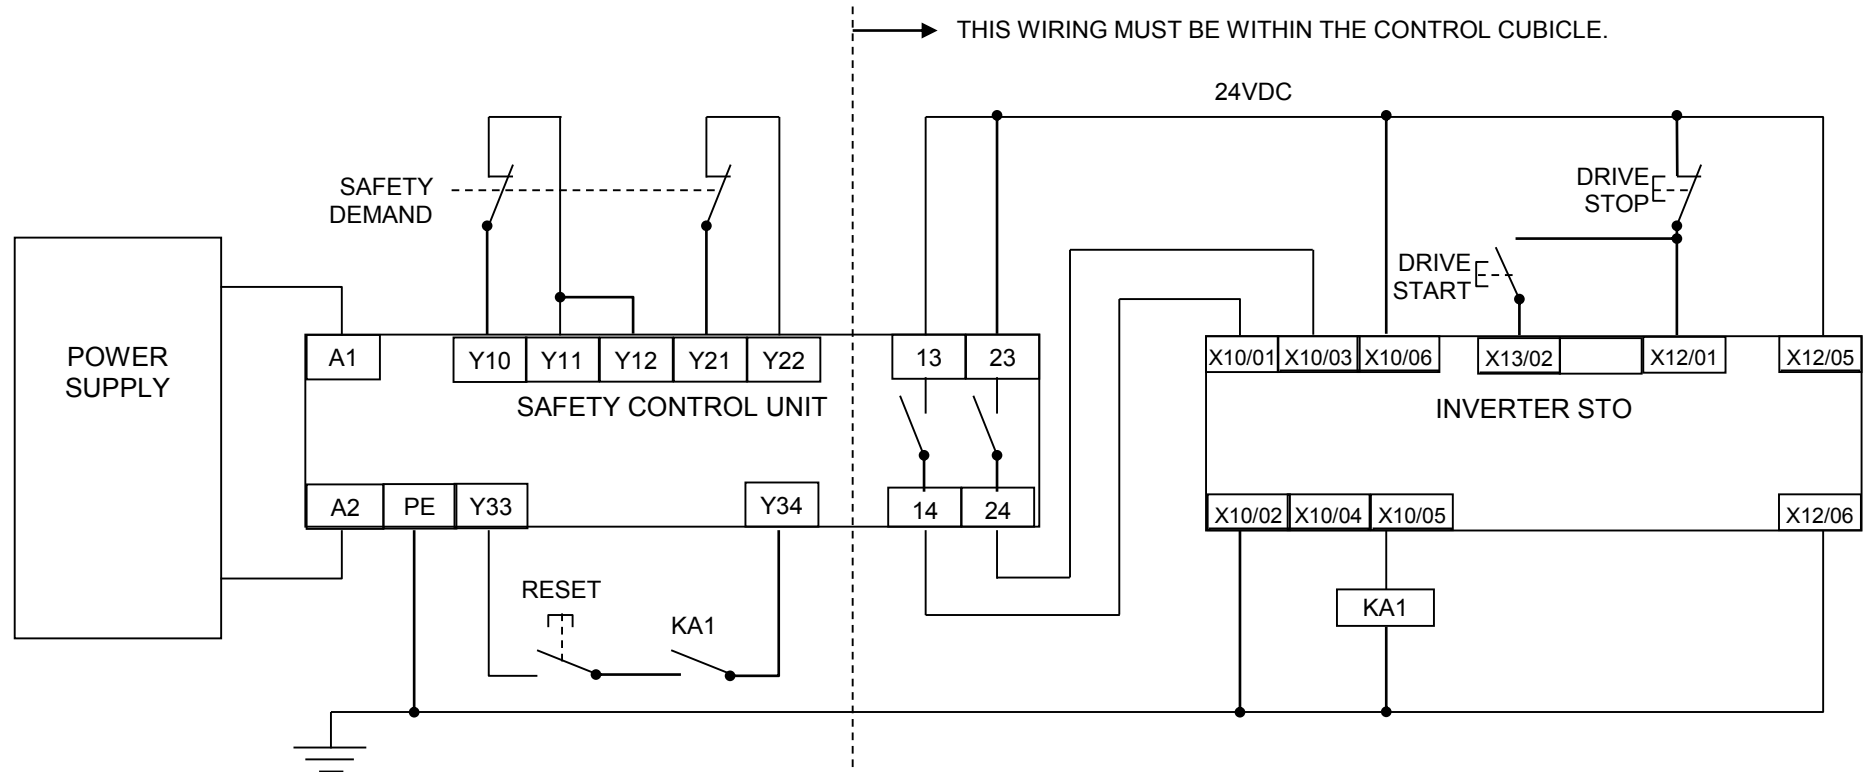 THIS WIRING MUST BE WITHIN THE CONTROL CUBICLE.
24VDC
SAFETY
DEMAND
DRIVE
STOP
DRIVE
START
POWER
SUPPLY
A1
Y10
Y11
Y12
Y21
Y22
13
23
X10/01
X10/03
X10/06
X13/02
X12/01
X12/05
SAFETY CONTROL UNIT
INVERTER STO
A2
PE
Y33
Y34
14
24
X10/02
X10/04
X10/05
X12/06
RESET
KA1
KA1